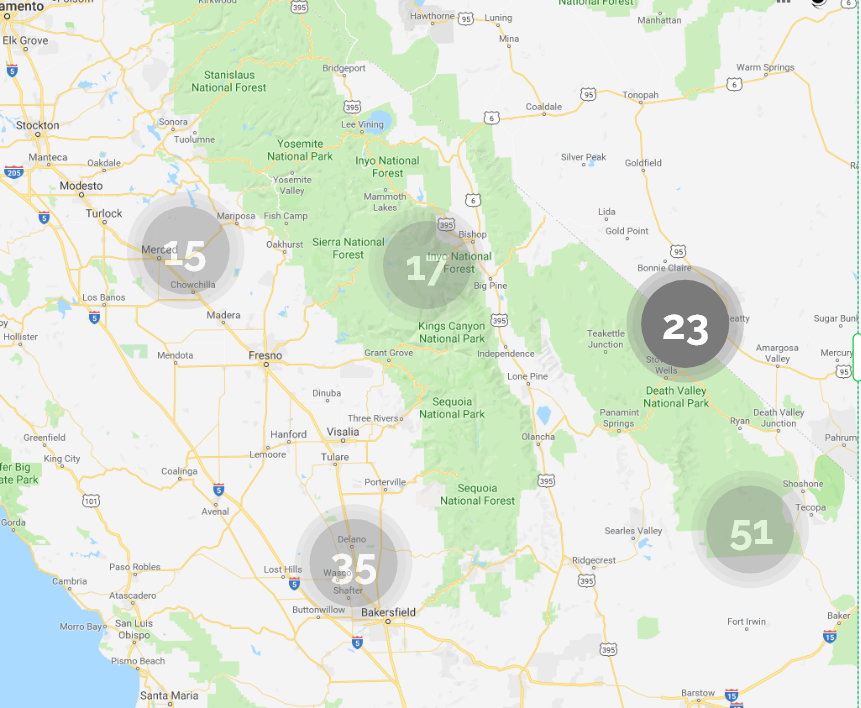 amento
Kirkwood
395
Hawthorne
95
Luning
National Forest
Manhattan
6
Elk Grove
Mina
5
Bridgeport
Warm Springs
Stanislaus
National Forest
95
Tonopah
6
395
Coaldale
6
Stockton
Sonora
Lee Vining
Tuolumne
Manteca
Oakdale
Yosemite
National Park
Inyo National
Forest
Silver Peak
Goldfield
205
Modesto
Yosemite
Valley
Mammoth
Lakes
6
Turlock
5
Mariposa
Fish Camp
395
Lida
Gold Point
Bishop
Merced
15
Oakhurst
Sierra National
Forest
17
National
Forest
95
Bonnie Claire
Chowchilla
Big Pine
Los Banos
5
Madera
395
23
eatty
Sugar Bun
Hollister
Kings Canyon
National Park
Teakettle
Junction
Mendota
Fresno
Grant Grove
Independence
Amargosa
Valley
Mercury
95
Wells
Lone Pine
Dinuba
Sequoia
National Park
Death Valley
National Park
Three Rivers
Panamint
Springs
Ryan
Death Valley
Junction
Greenfield
Hanford
Visalia
Olancha
Pahrum
King City
Lemoore
Tulare
fer Big
ate Park
Coalinga
Porterville
395
Shoshone
101
5
Sequoia
National Forest
Avenal
Tecopa
Gorda
51
Searles Valley
Delano
Paso Robles
Lost Hills
35
Ridgecrest
Cambria
5
395
Shafter
Atascadero
Buttonwillow
Bakersfield
Baker
Morro Bay
San Luis
Obispo
Fort Irwin
15
5
395
Pismo Beach
Santa Maria
Barstow
15